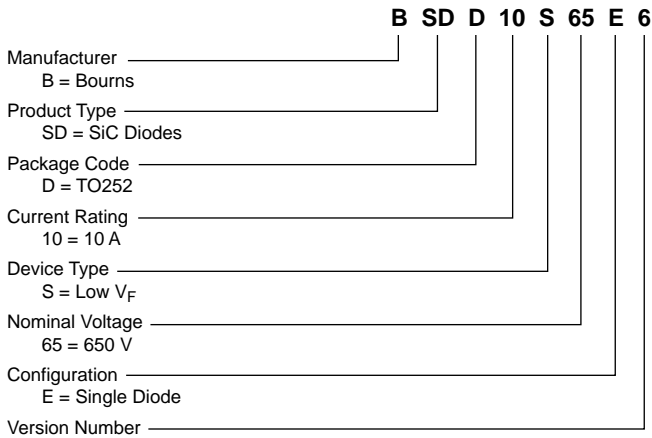 B SD D 10 S 65 E 6
Manufacturer
B = Bourns
Product Type
SD = SiC Diodes
Package Code
D = TO252
Current Rating
10 = 10 A
Device Type
S = Low VF
Nominal Voltage
65 = 650 V
Configuration
E = Single Diode
Version Number